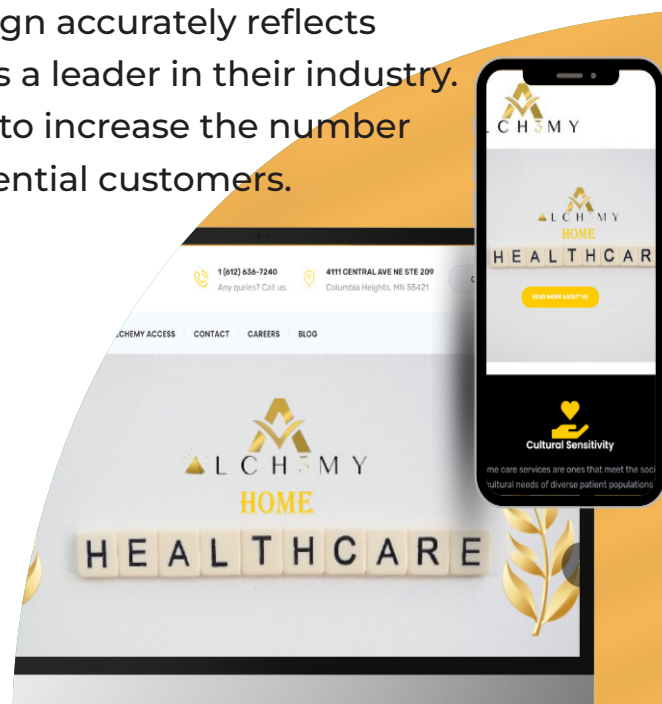 gn accurately reflects
s a leader in their industry.
to increase the number
ential customers.
1 (612) 636-7240
Any quries? Call us.
4111 CENTRAL AVE NE STE 209
Columbia Heights, MN 55421
C
LCHEMY ACCESS CONTACT CAREERS BLOG
ALCH3MY
HOME
HEALTHCARE
LCH3MY
ALCH3MY
HOME
HEALTHCAR
READ MORE ABOUT US
Cultural Sensitivity
me care services are ones that meet the soci
ultural needs of diverse patient populations